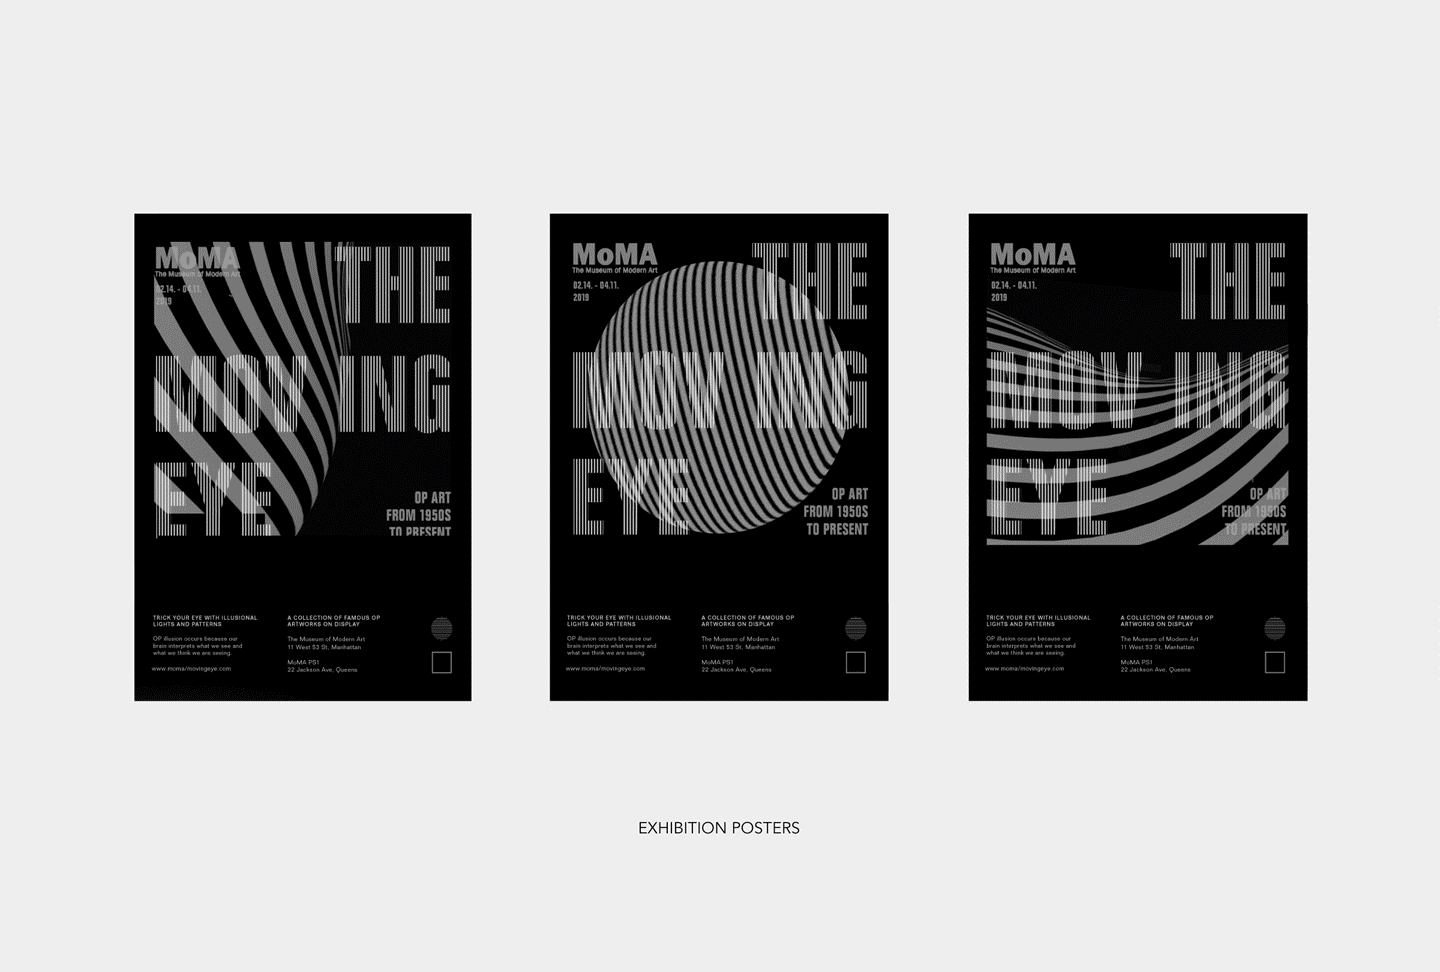 MoMA
The Museum of Modern Art
02.14. - 04.11.
2019
THE
MOVING
EYE
OP ART
FROM 1950S
TO PRESENT
TRICK YOUR EYE WITH ILLUSIONAL
LIGHTS AND PATTERNS
OP illusion occurs because our
brain interprets what we see and
what we think we are seeing.
www.moma/movingeye.com
A COLLECTION OF FAMOUS OP
ARTWORKS ON DISPLAY
The Museum of Modern Art
11 West 53 St, Manhattan
MoMA PS1
22 Jackson Ave, Queens
MoMA
The Museum of Modern Art
02.14. - 04.11.
2019
THE
MOVING
EYE
OP ART
FROM 1950S
TO PRESENT
TRICK YOUR EYE WITH ILLUSIONAL
LIGHTS AND PATTERNS
OP illusion occurs because our
brain interprets what we see and
what we think we are seeing.
www.moma/movingeye.com
A COLLECTION OF FAMOUS OP
ARTWORKS ON DISPLAY
The Museum of Modern Art
11 West 53 St, Manhattan
MoMA PS1
22 Jackson Ave, Queens
MoMA
The Museum of Modern Art
02.14. - 04.11.
2019
THE
MOVING
EYE
OP ART
FROM 1950S
TO PRESENT
TRICK YOUR EYE WITH ILLUSIONAL
LIGHTS AND PATTERNS
OP illusion occurs because our
brain interprets what we see and
what we think we are seeing.
www.moma/movingeye.com
A COLLECTION OF FAMOUS OP
ARTWORKS ON DISPLAY
The Museum of Modern Art
11 West 53 St, Manhattan
MoMA PS1
22 Jackson Ave, Queens
EXHIBITION POSTERS